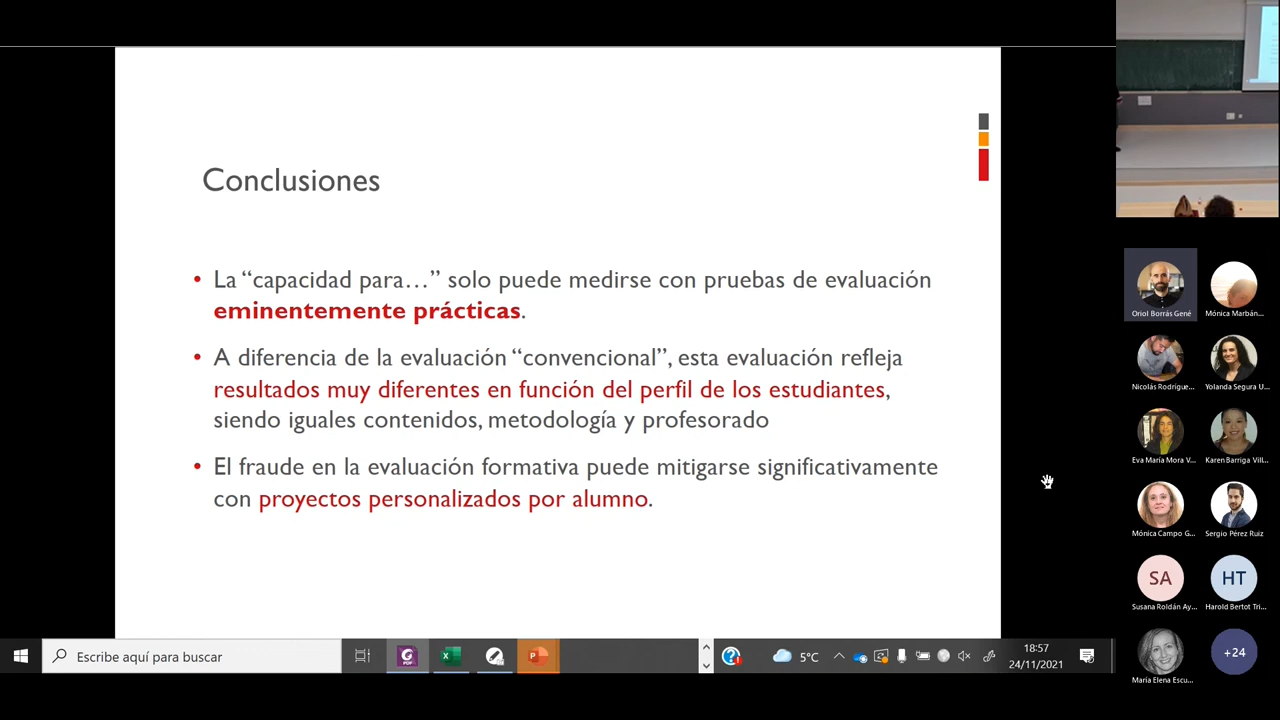 Conclusiones
• La “capacidad para…” solo puede medirse con pruebas de evaluación
eminentemente prácticas.
• A diferencia de la evaluación “convencional”, esta evaluación refleja
resultados muy diferentes en función del perfil de los estudiantes,
siendo iguales contenidos, metodología y profesorado
• El fraude en la evaluación formativa puede mitigarse significativamente
con proyectos personalizados por alumno.
Oriol Borrás Gené
Mónica Marbán...
Nicolás Rodrigue...
Yolanda Segura U...
Eva María Mora V...
Karen Barriga Vill...
Mónica Campo G...
Sergio Pérez Ruiz
SA
HT
Susana Roldán Ay...
Harold Bertot Tri...
+24
María Elena Escu...
Escribe aquí para buscar
5°C
18:57
24/11/2021